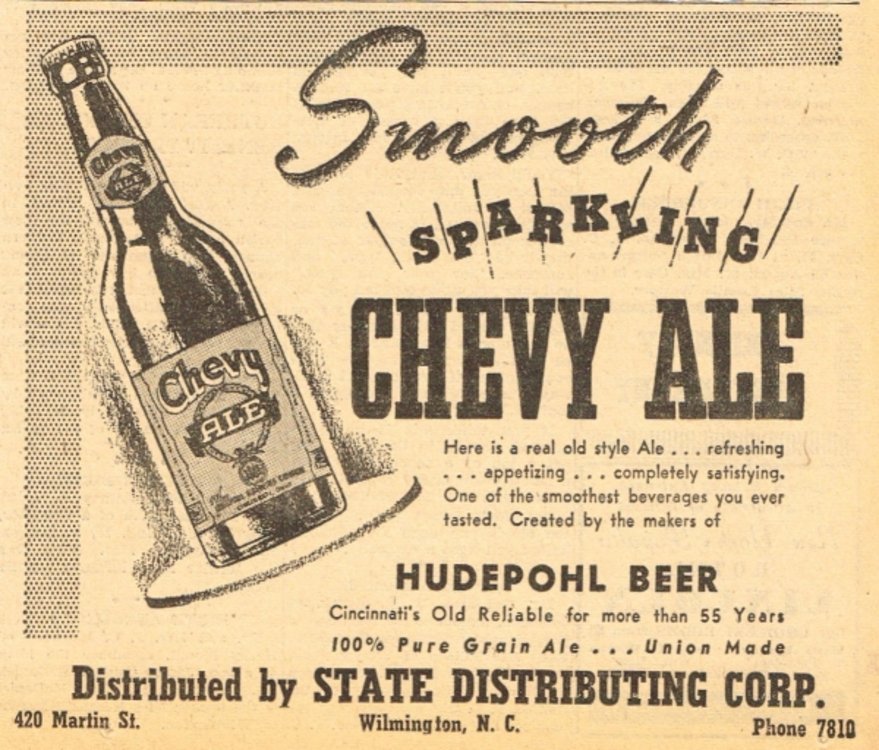 Smooth
SPARKLING
CHEVY ALE
Chevy
ALE
Chevy
ALE
Here is a real old style Ale . . . refreshing
. . . appetizing . . . completely satisfying.
One of the smoothest beverages you ever
tasted. Created by the makers of
HUDEPOHL BEER
Cincinnati's Old Reliable for more than 55 Years
100% Pure Grain Ale . . . Union Made
Distributed by STATE DISTRIBUTING CORP.
420 Martin St. Wilmington, N. C. Phone 7810